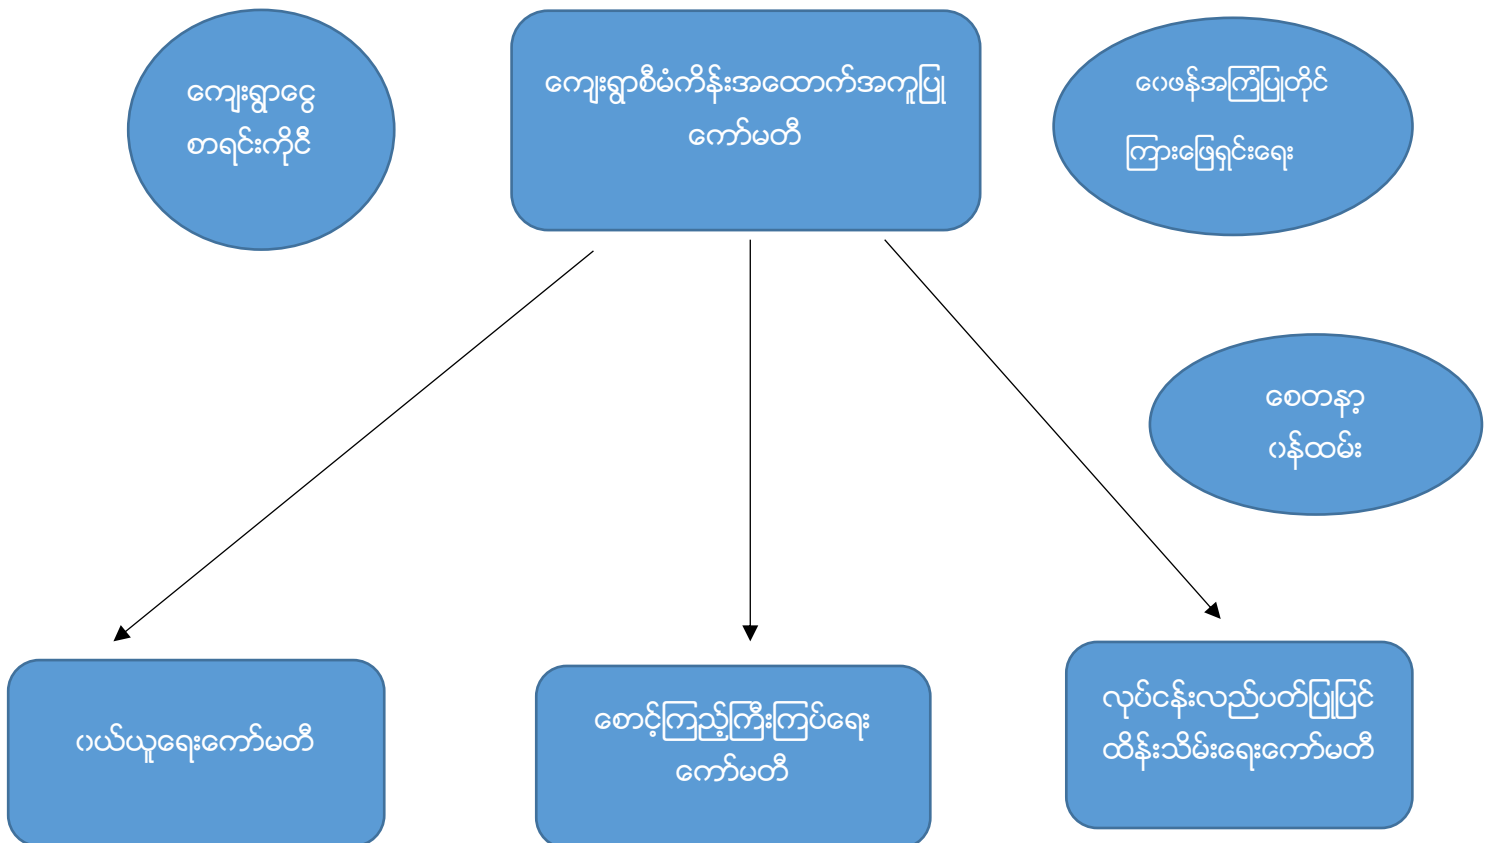 ကျေးရွာငွေ
စာရင်းကိုင်
ကျေးရွာစီမံကိန်းအထောက်အကူပြု
ကော်မတီ
ဝေဖန်အကြံပြုတိုင်
ကြားဖြေရှင်းရေး
စေတနာ့
ဝန်ထမ်း
ဝယ်ယူရေးကော်မတီ
စောင့်ကြည့်ကြီးကြပ်ရေး
ကော်မတီ
လုပ်ငန်းလည်ပတ်ပြုပြင်
ထိန်းသိမ်းရေးကော်မတီ